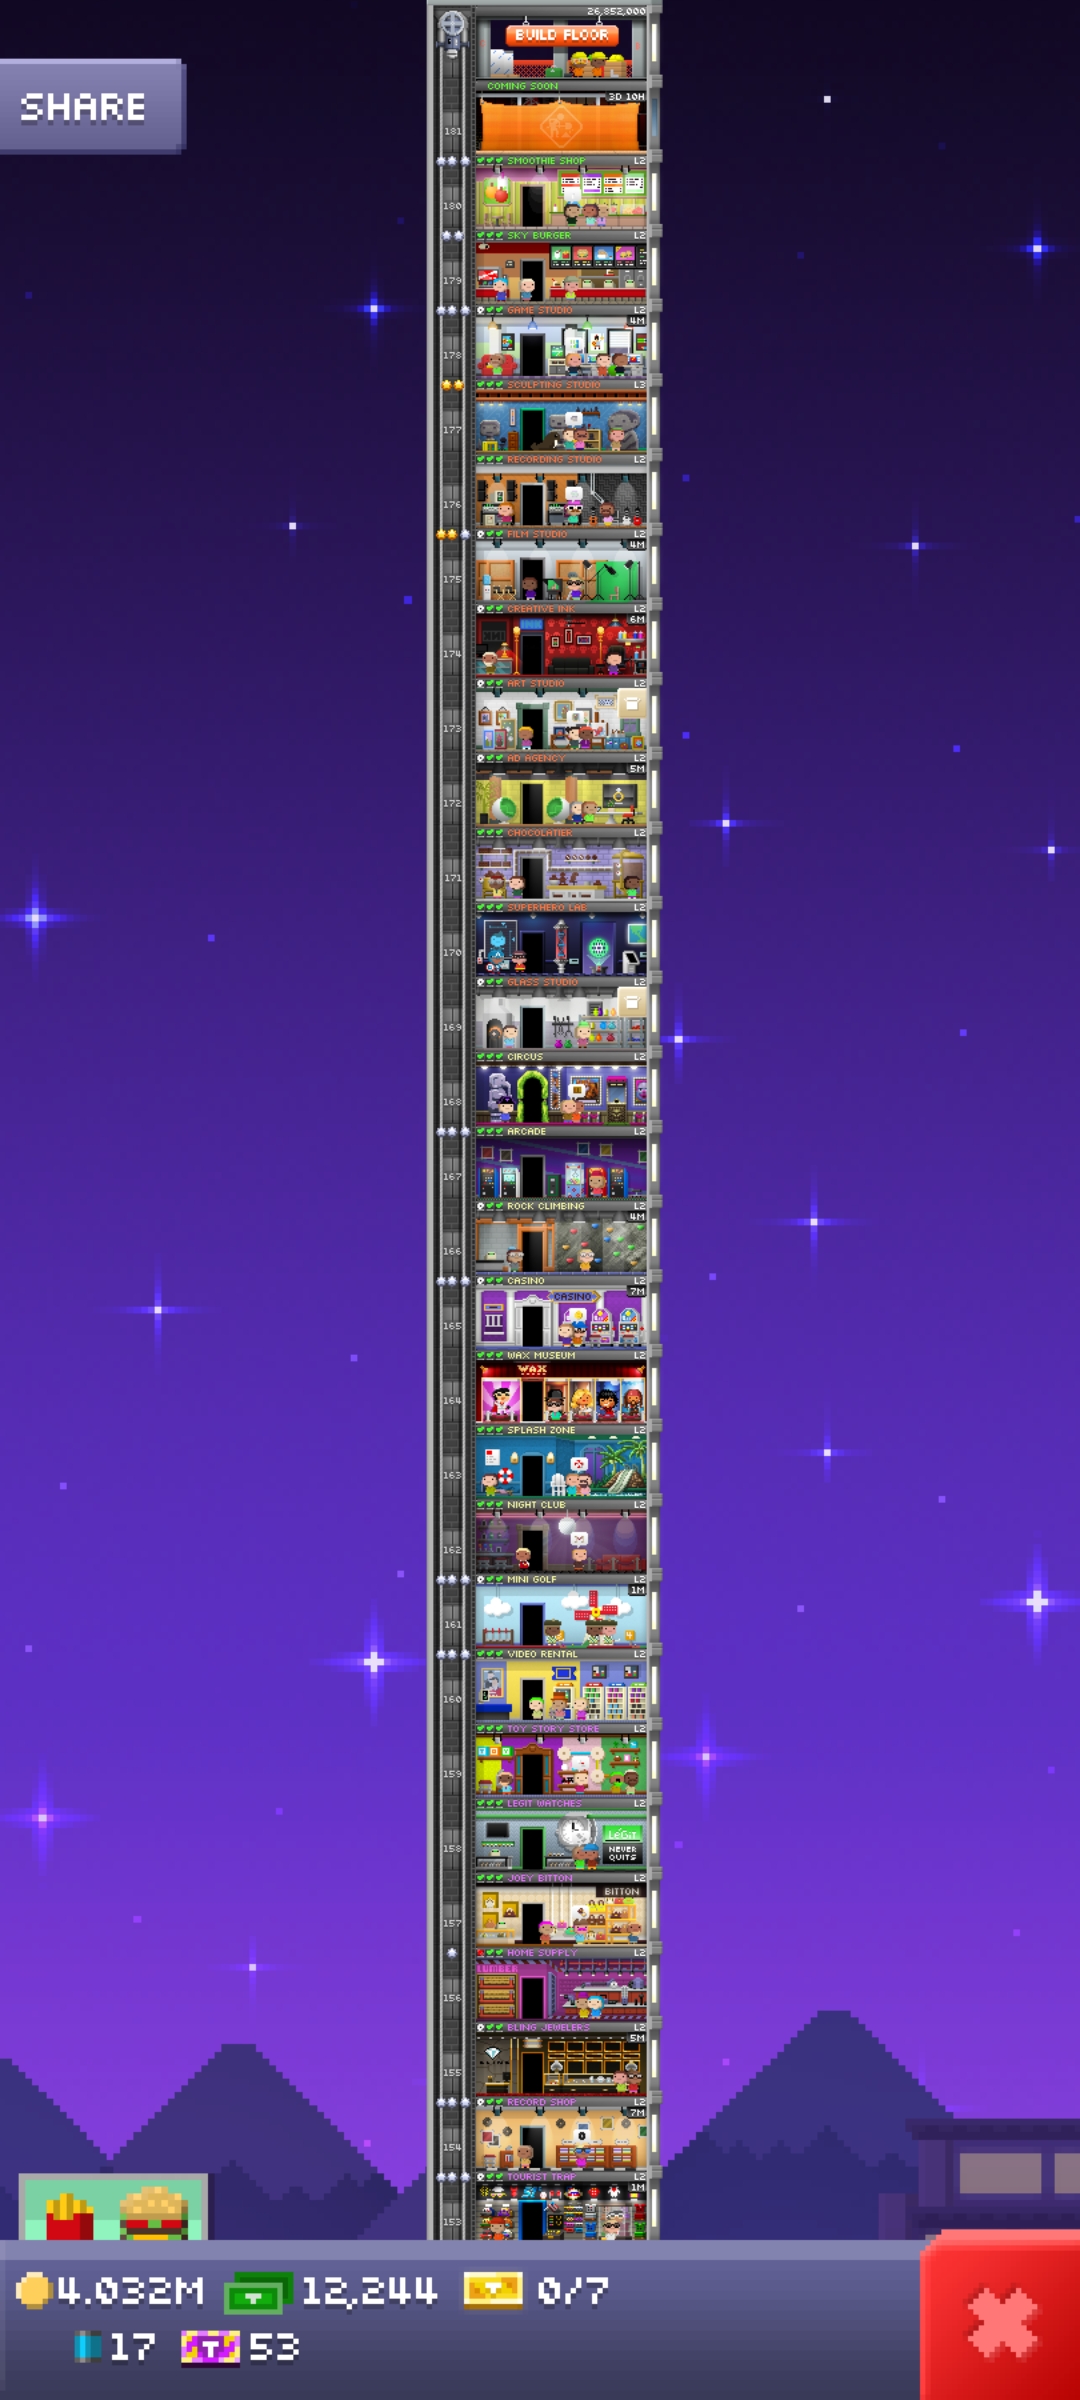 26,852,000
BUILD FLOOR
SHARE
COMING SOON
3D 10H
181
SMOOTHIE SHOP L2
180
SKY BURGER L2
179
GAME STUDIO L2
4M
178
SCULPTING STUDIO L3
177
RECORDING STUDIO L2
176
FILM STUDIO L2
4M
175
CREATIVE INK L2
6M
INK
174
ART STUDIO L2
173
AD AGENCY L2
5M
172
CHOCOLATIER L2
171
SUPERHERO LAB L2
170
GLASS STUDIO L2
169
CIRCUS L2
168
ARCADE L2
167
ROCK CLIMBING L2
4M
166
CASINO L2
7M
CASINO
165
WAX MUSEUM L2
WAX
164
SPLASH ZONE L2
163
NIGHT CLUB L2
162
MINI GOLF L2
1M
161
VIDEO RENTAL L2
160
TOY STORY STORE L2
TOY
159
LEGIT WATCHES L2
LEGIT
NEVER
QUITS
158
JOEY BITTON L2
BITTON
157
HOME SUPPLY L2
LUMBER
156
BLING JEWELERS L2
5M
155
RECORD SHOP L2
7M
154
TOURIST TRAP L2
1M
153
4.032M 12,244 0/7
17 53